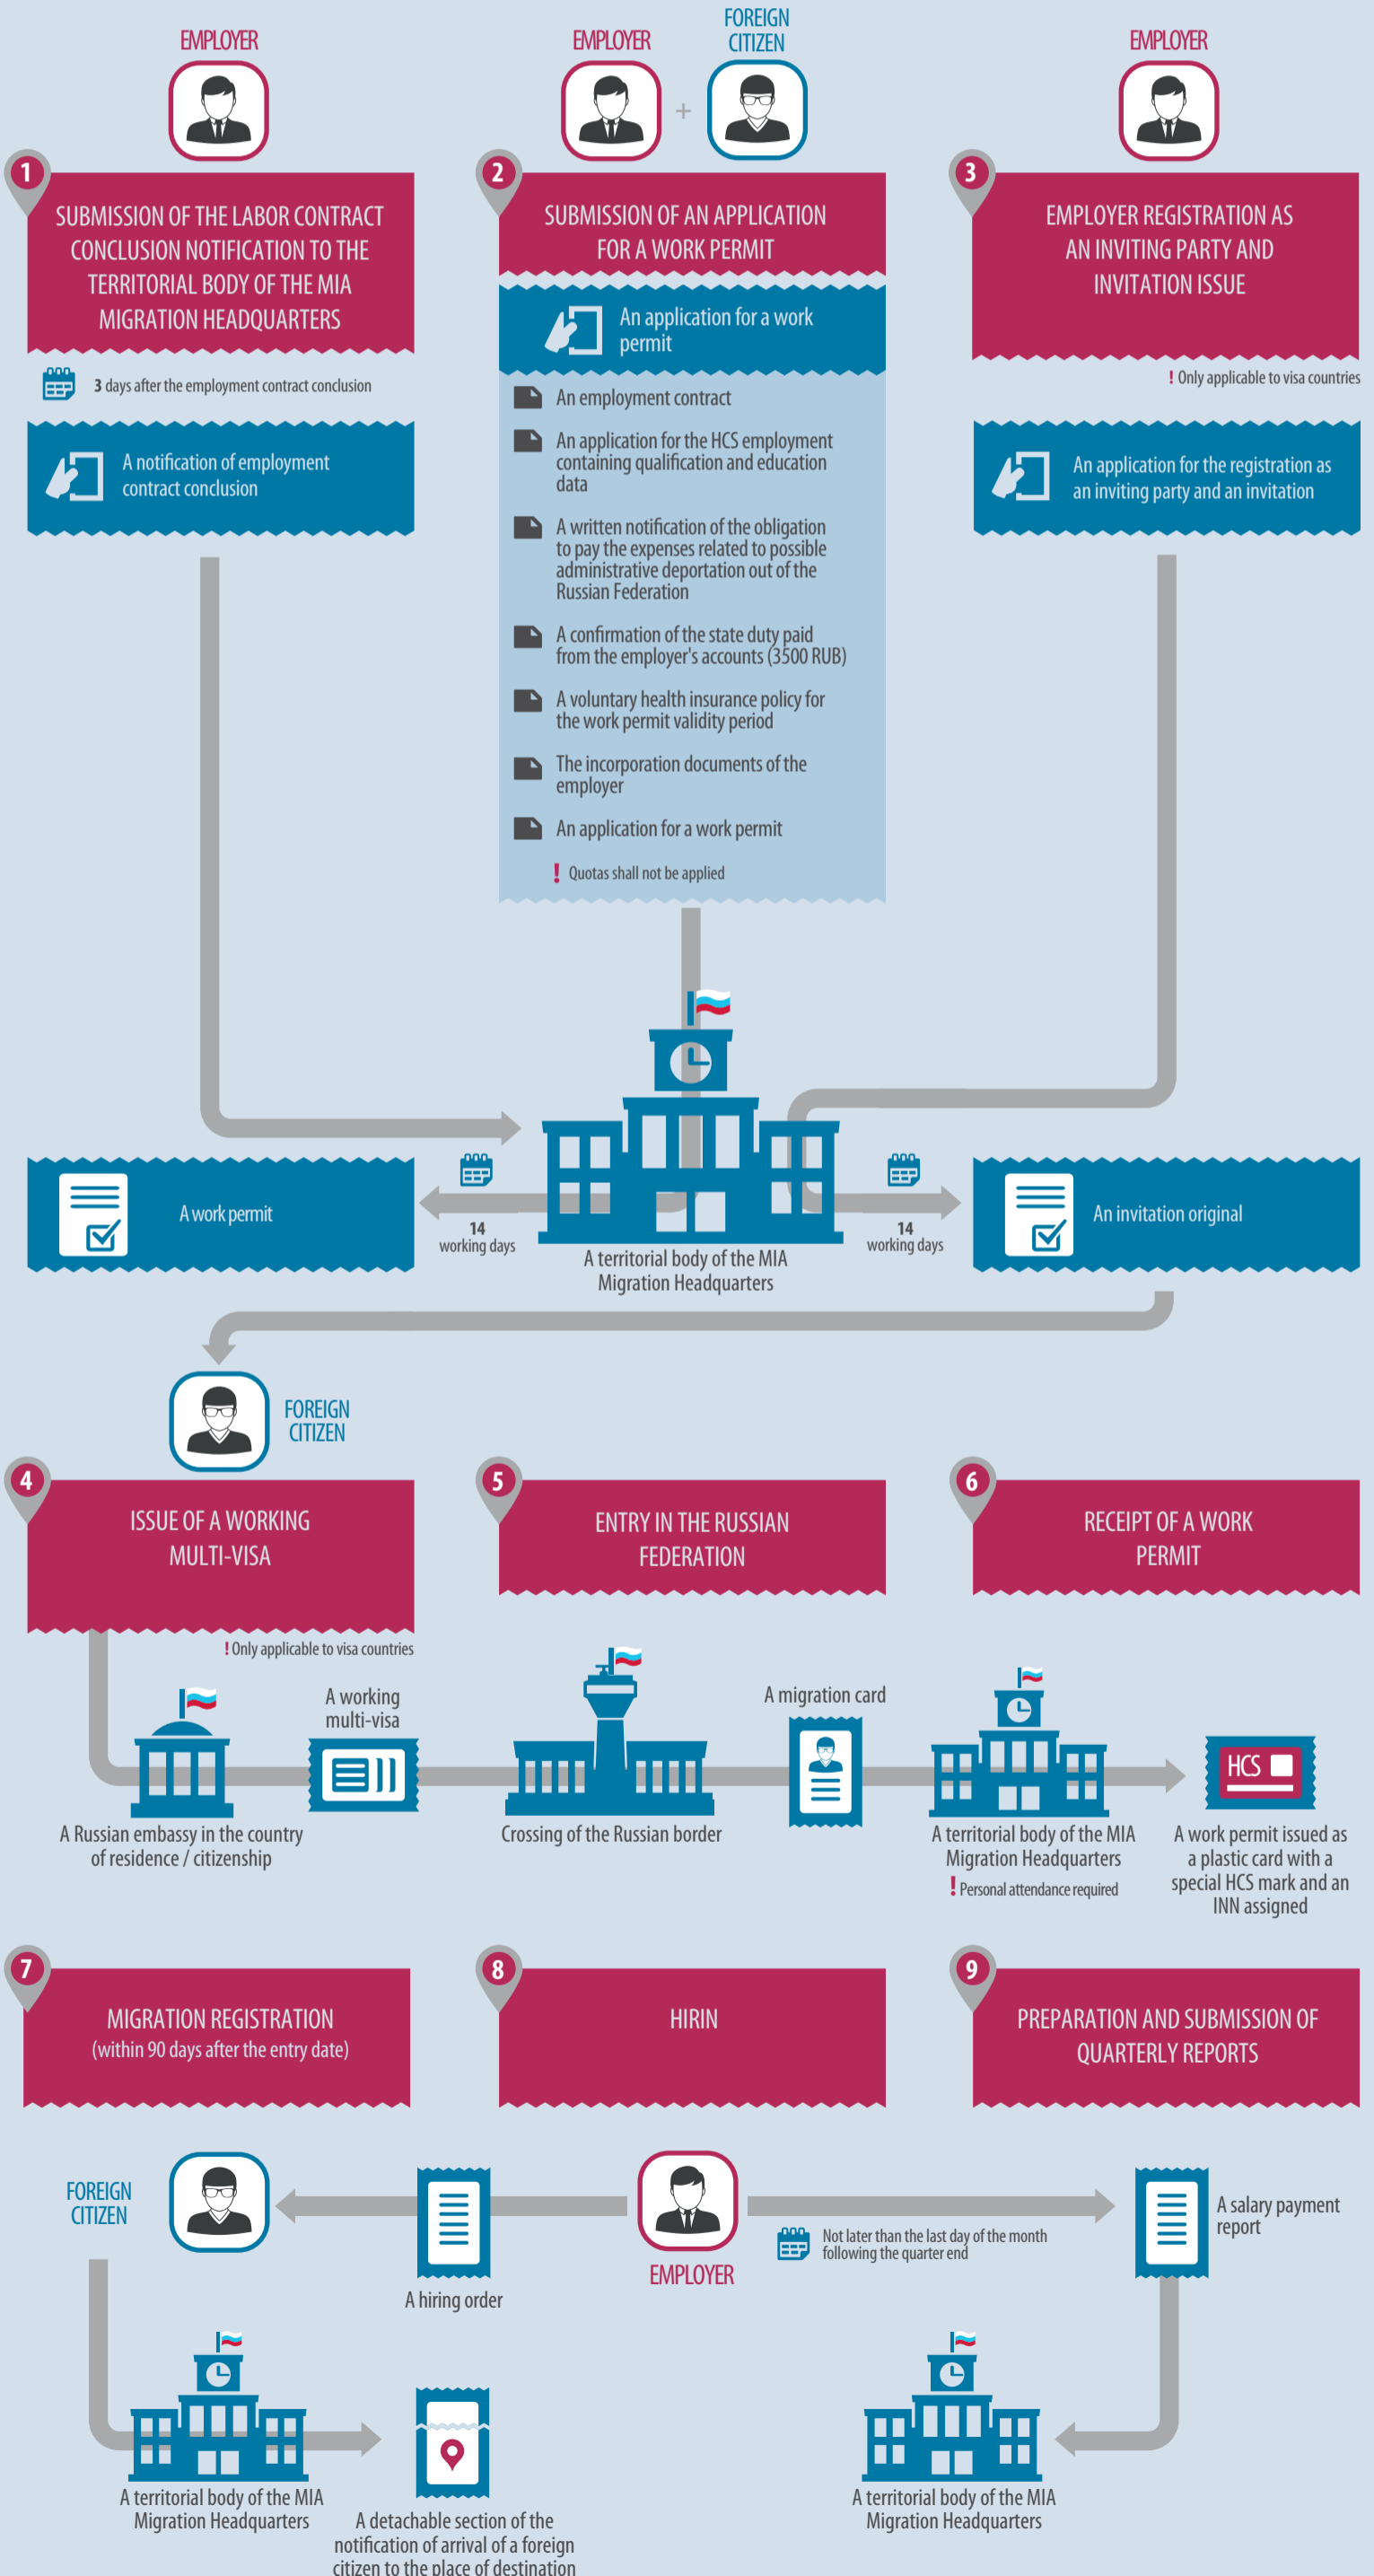 EMPLOYER
EMPLOYER
+
FOREIGN
CITIZEN
EMPLOYER
1
SUBMISSION OF THE LABOR CONTRACT
CONCLUSION NOTIFICATION TO THE
TERRITORIAL BODY OF THE MIA
MIGRATION HEADQUARTERS
3 days after the employment contract conclusion
A notification of employment
contract conclusion
2
SUBMISSION OF AN APPLICATION
FOR A WORK PERMIT
An application for a work
permit
An employment contract
An application for the HCS employment
containing qualification and education
data
A written notification of the obligation
to pay the expenses related to possible
administrative deportation out of the
Russian Federation
A confirmation of the state duty paid
from the employer's accounts (3500 RUB)
A voluntary health insurance policy for
the work permit validity period
The incorporation documents of the
employer
An application for a work permit
! Quotas shall not be applied
3
EMPLOYER REGISTRATION AS
AN INVITING PARTY AND
INVITATION ISSUE
! Only applicable to visa countries
An application for the registration as
an inviting party and an invitation
A work permit
14
working days
A territorial body of the MIA
Migration Headquarters
14
working days
An invitation original
FOREIGN
CITIZEN
4
ISSUE OF A WORKING
MULTI-VISA
! Only applicable to visa countries
5
ENTRY IN THE RUSSIAN
FEDERATION
6
RECEIPT OF A WORK
PERMIT
A Russian embassy in the country
of residence / citizenship
A working
multi-visa
Crossing of the Russian border
A migration card
A territorial body of the MIA
Migration Headquarters
! Personal attendance required
HCS
A work permit issued as
a plastic card with a
special HCS mark and an
INN assigned
7
MIGRATION REGISTRATION
(within 90 days after the entry date)
8
HIRIN
9
PREPARATION AND SUBMISSION OF
QUARTERLY REPORTS
FOREIGN
CITIZEN
A hiring order
EMPLOYER
Not later than the last day of the month
following the quarter end
A salary payment
report
A territorial body of the MIA
Migration Headquarters
A detachable section of the
notification of arrival of a foreign
citizen to the place of destination
A territorial body of the MIA
Migration Headquarters